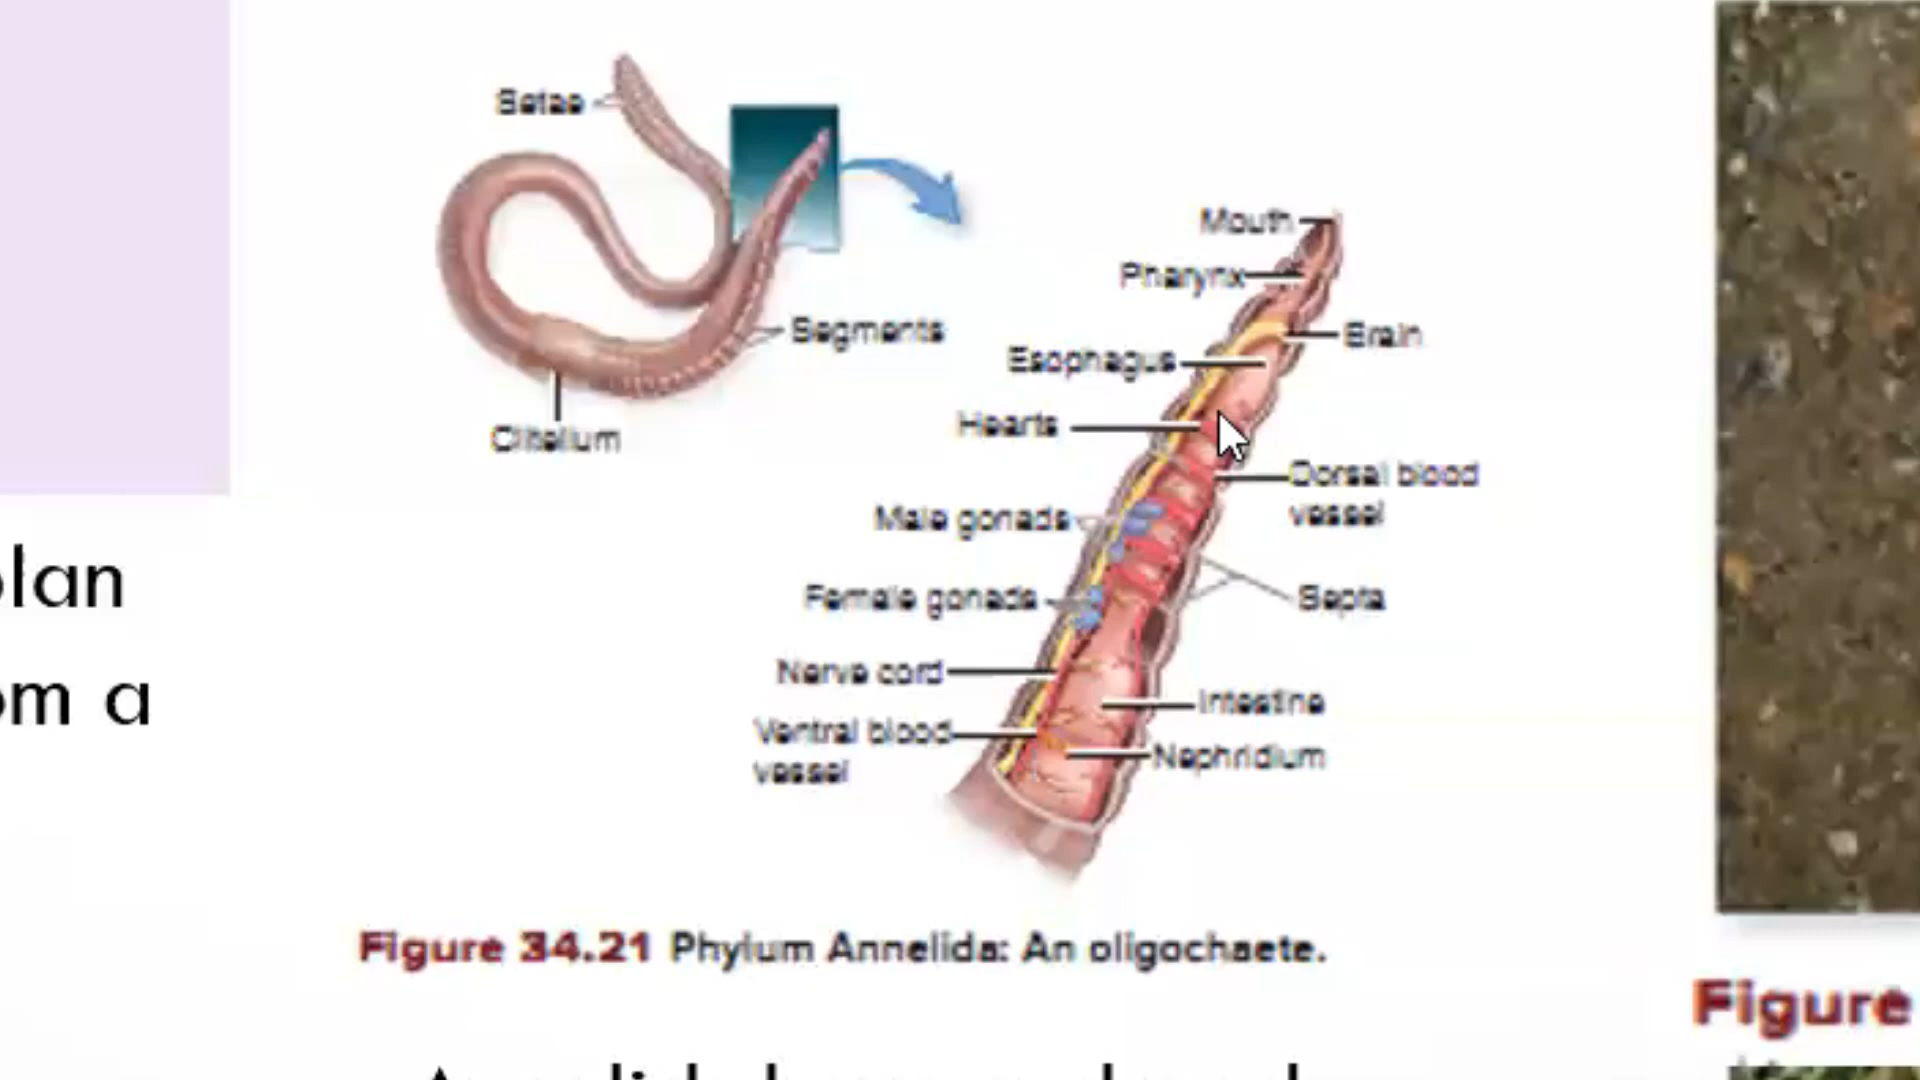 Setae
Segments
Clitellum
Mouth
Pharynx
Brain
Esophagus
Hearts
Dorsal blood
vessel
Male gonads
Female gonads
Septa
Nerve cord
Intestine
Ventral blood
vessel
Nephridium
plan
om a
Figure 34.21 Phylum Annelida: An oligochaete.
Figure